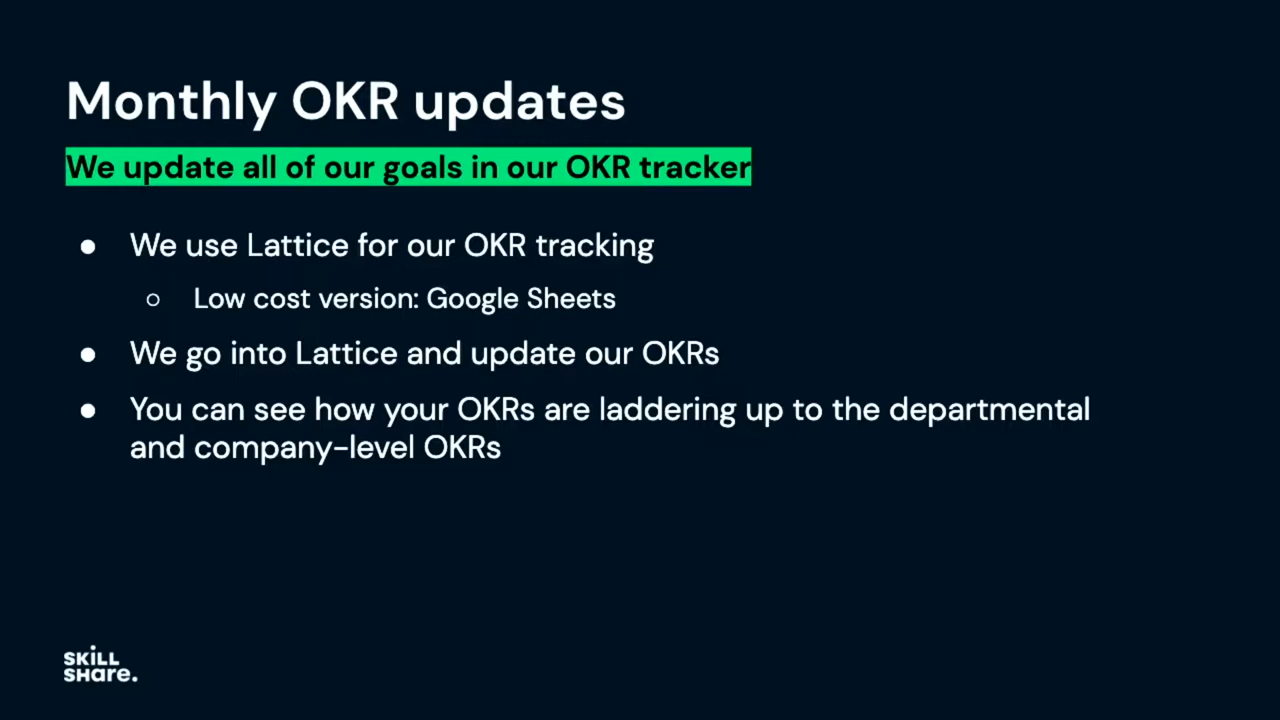 Monthly OKR updates
We update all of our goals in our OKR tracker
● We use Lattice for our OKR tracking
○ Low cost version: Google Sheets
● We go into Lattice and update our OKRs
● You can see how your OKRs are laddering up to the departmental
and company-level OKRs
SKiLL
SHare.